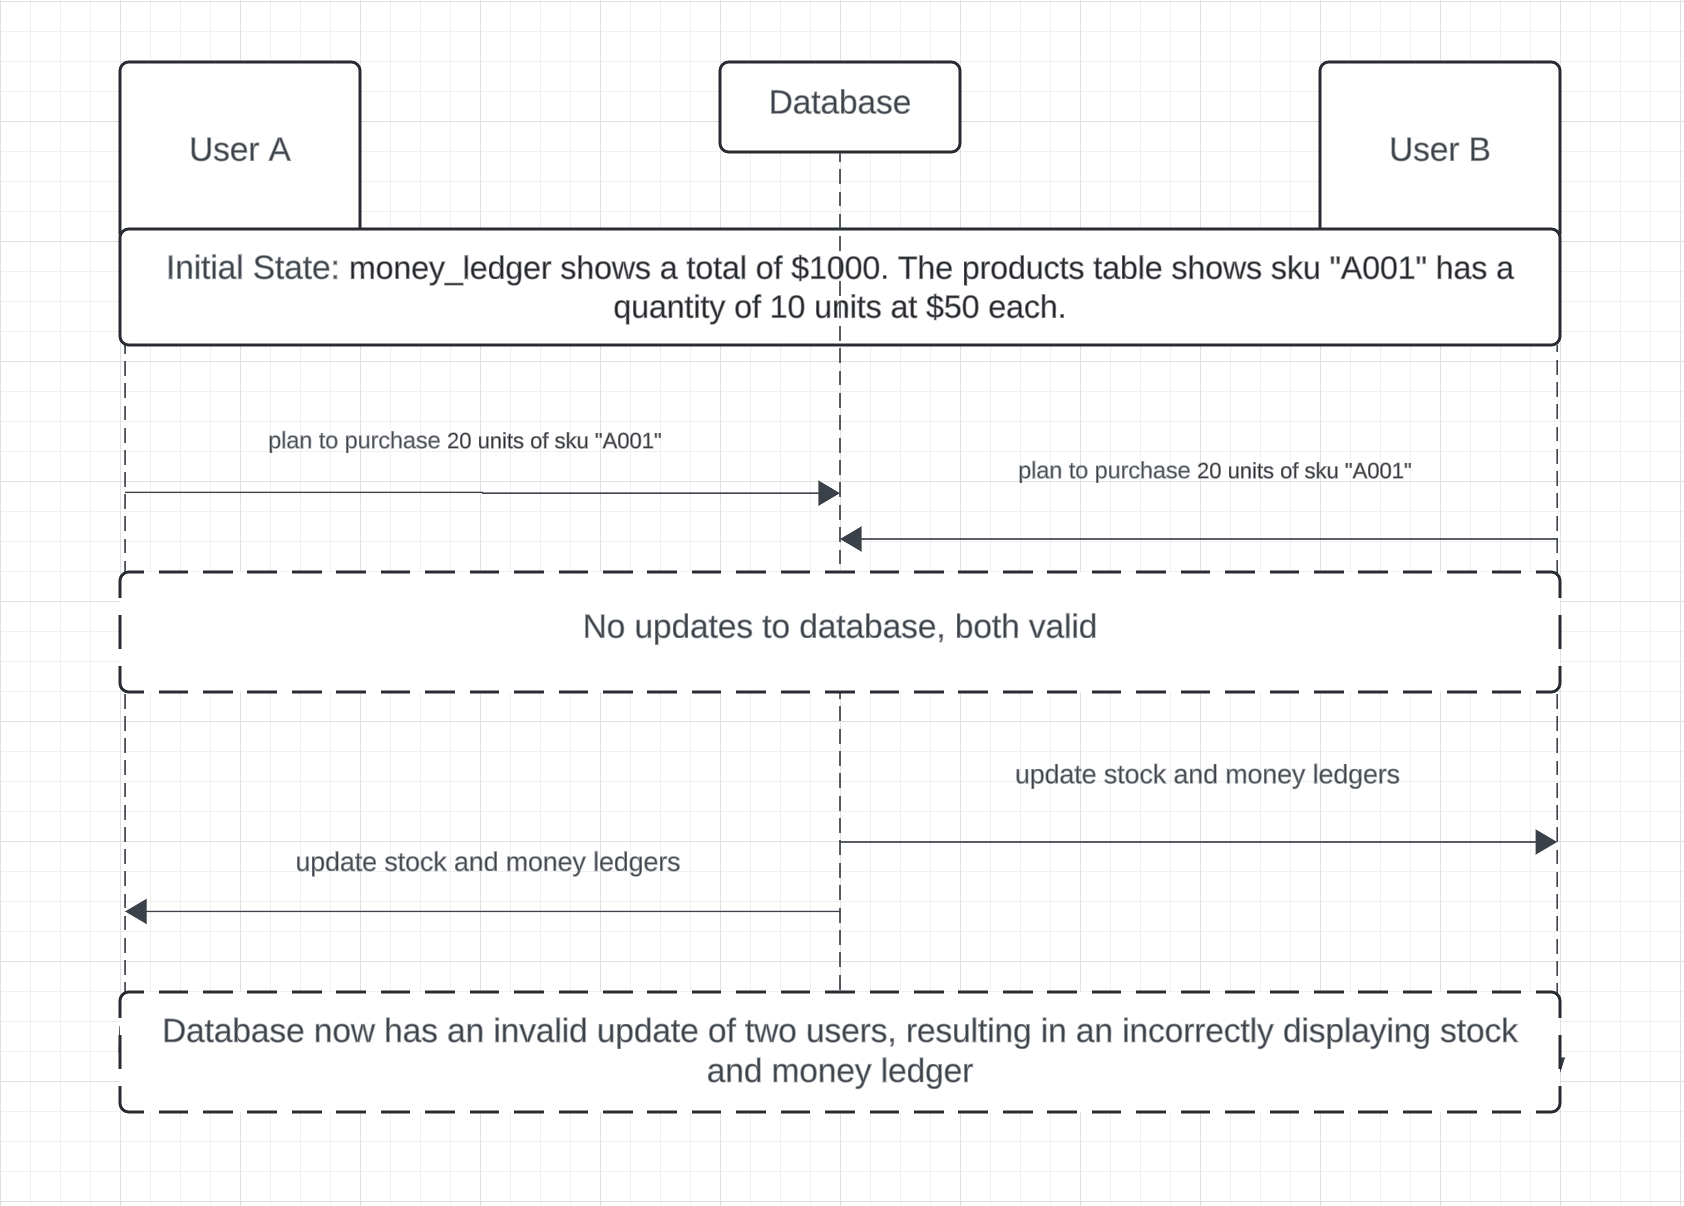 User A
Database
User B
Initial State: money_ledger shows a total of $1000. The products table shows sku "A001" has a
quantity of 10 units at $50 each.
plan to purchase 20 units of sku "A001"
plan to purchase 20 units of sku "A001"
No updates to database, both valid
update stock and money ledgers
update stock and money ledgers
Database now has an invalid update of two users, resulting in an incorrectly displaying stock
and money ledger